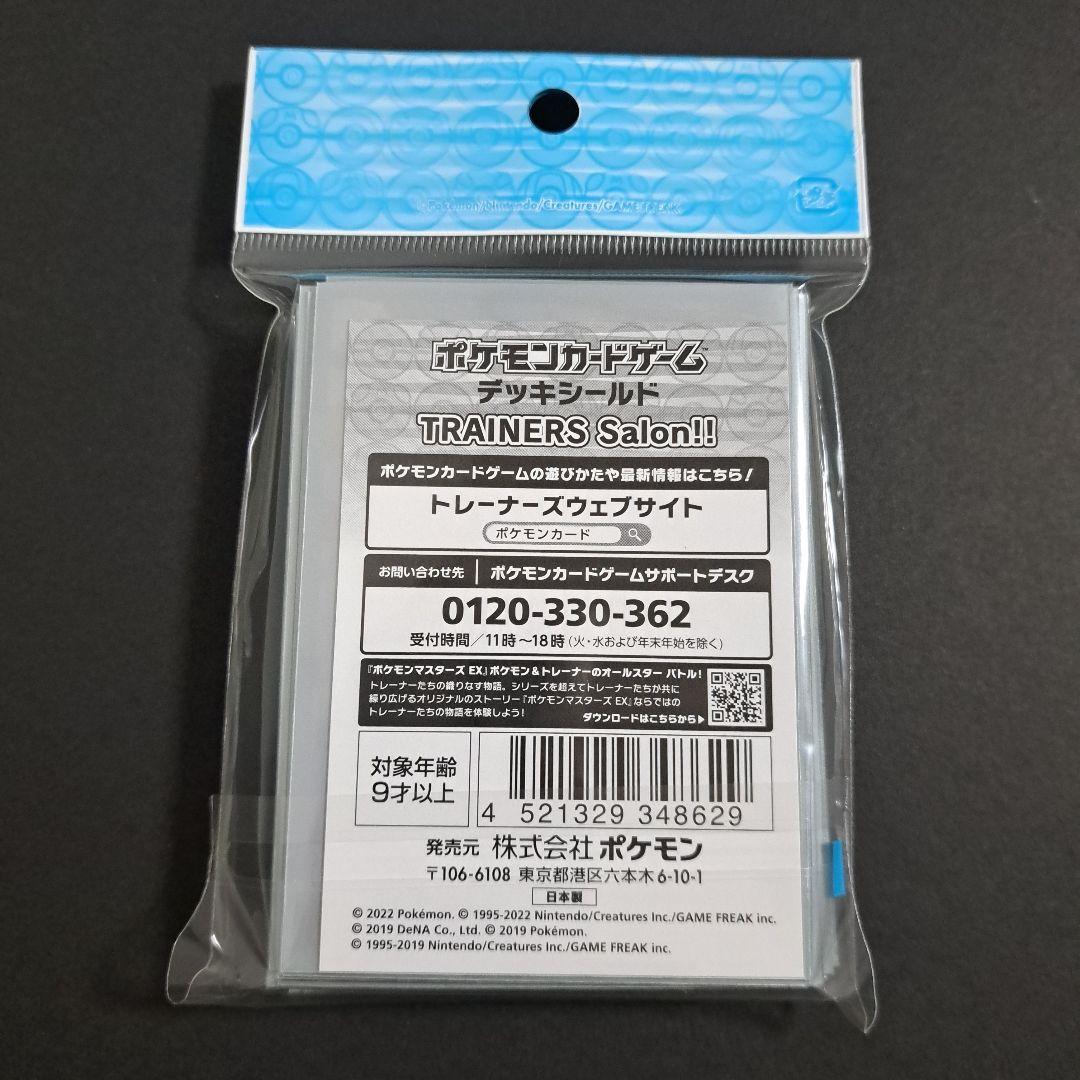 ©Pokémon/Nintendo/Creatures/GAME FREAK
ポケモンカードゲーム™
デッキシールド
TRAINERS Salon!!
ポケモンカードゲームの遊びかたや最新情報はこちら!
トレーナーズウェブサイト
ポケモンカード
お問い合わせ先 ポケモンカードゲームサポートデスク
0120-330-362
受付時間/11時~18時(火・水および年末年始を除く)
『ポケモンマスターズ EX』ポケモン&トレーナーのオールスター バトル!
トレーナーたちの織りなす物語。シリーズを超えてトレーナーたちが共に
繰り広げるオリジナルのストーリー『ポケモンマスターズ EX』ならではの
トレーナーたちの物語を体験しよう!
ダウンロードはこちらから▶
対象年齢
9才以上
4 521329 348629
発売元 株式会社 ポケモン
〒106-6108 東京都港区六本木6-10-1
日本製
© 2022 Pokémon. © 1995-2022 Nintendo/Creatures Inc./GAME FREAK inc.
© 2019 DeNA Co., Ltd. © 2019 Pokémon.
© 1995-2019 Nintendo/Creatures Inc./GAME FREAK inc.